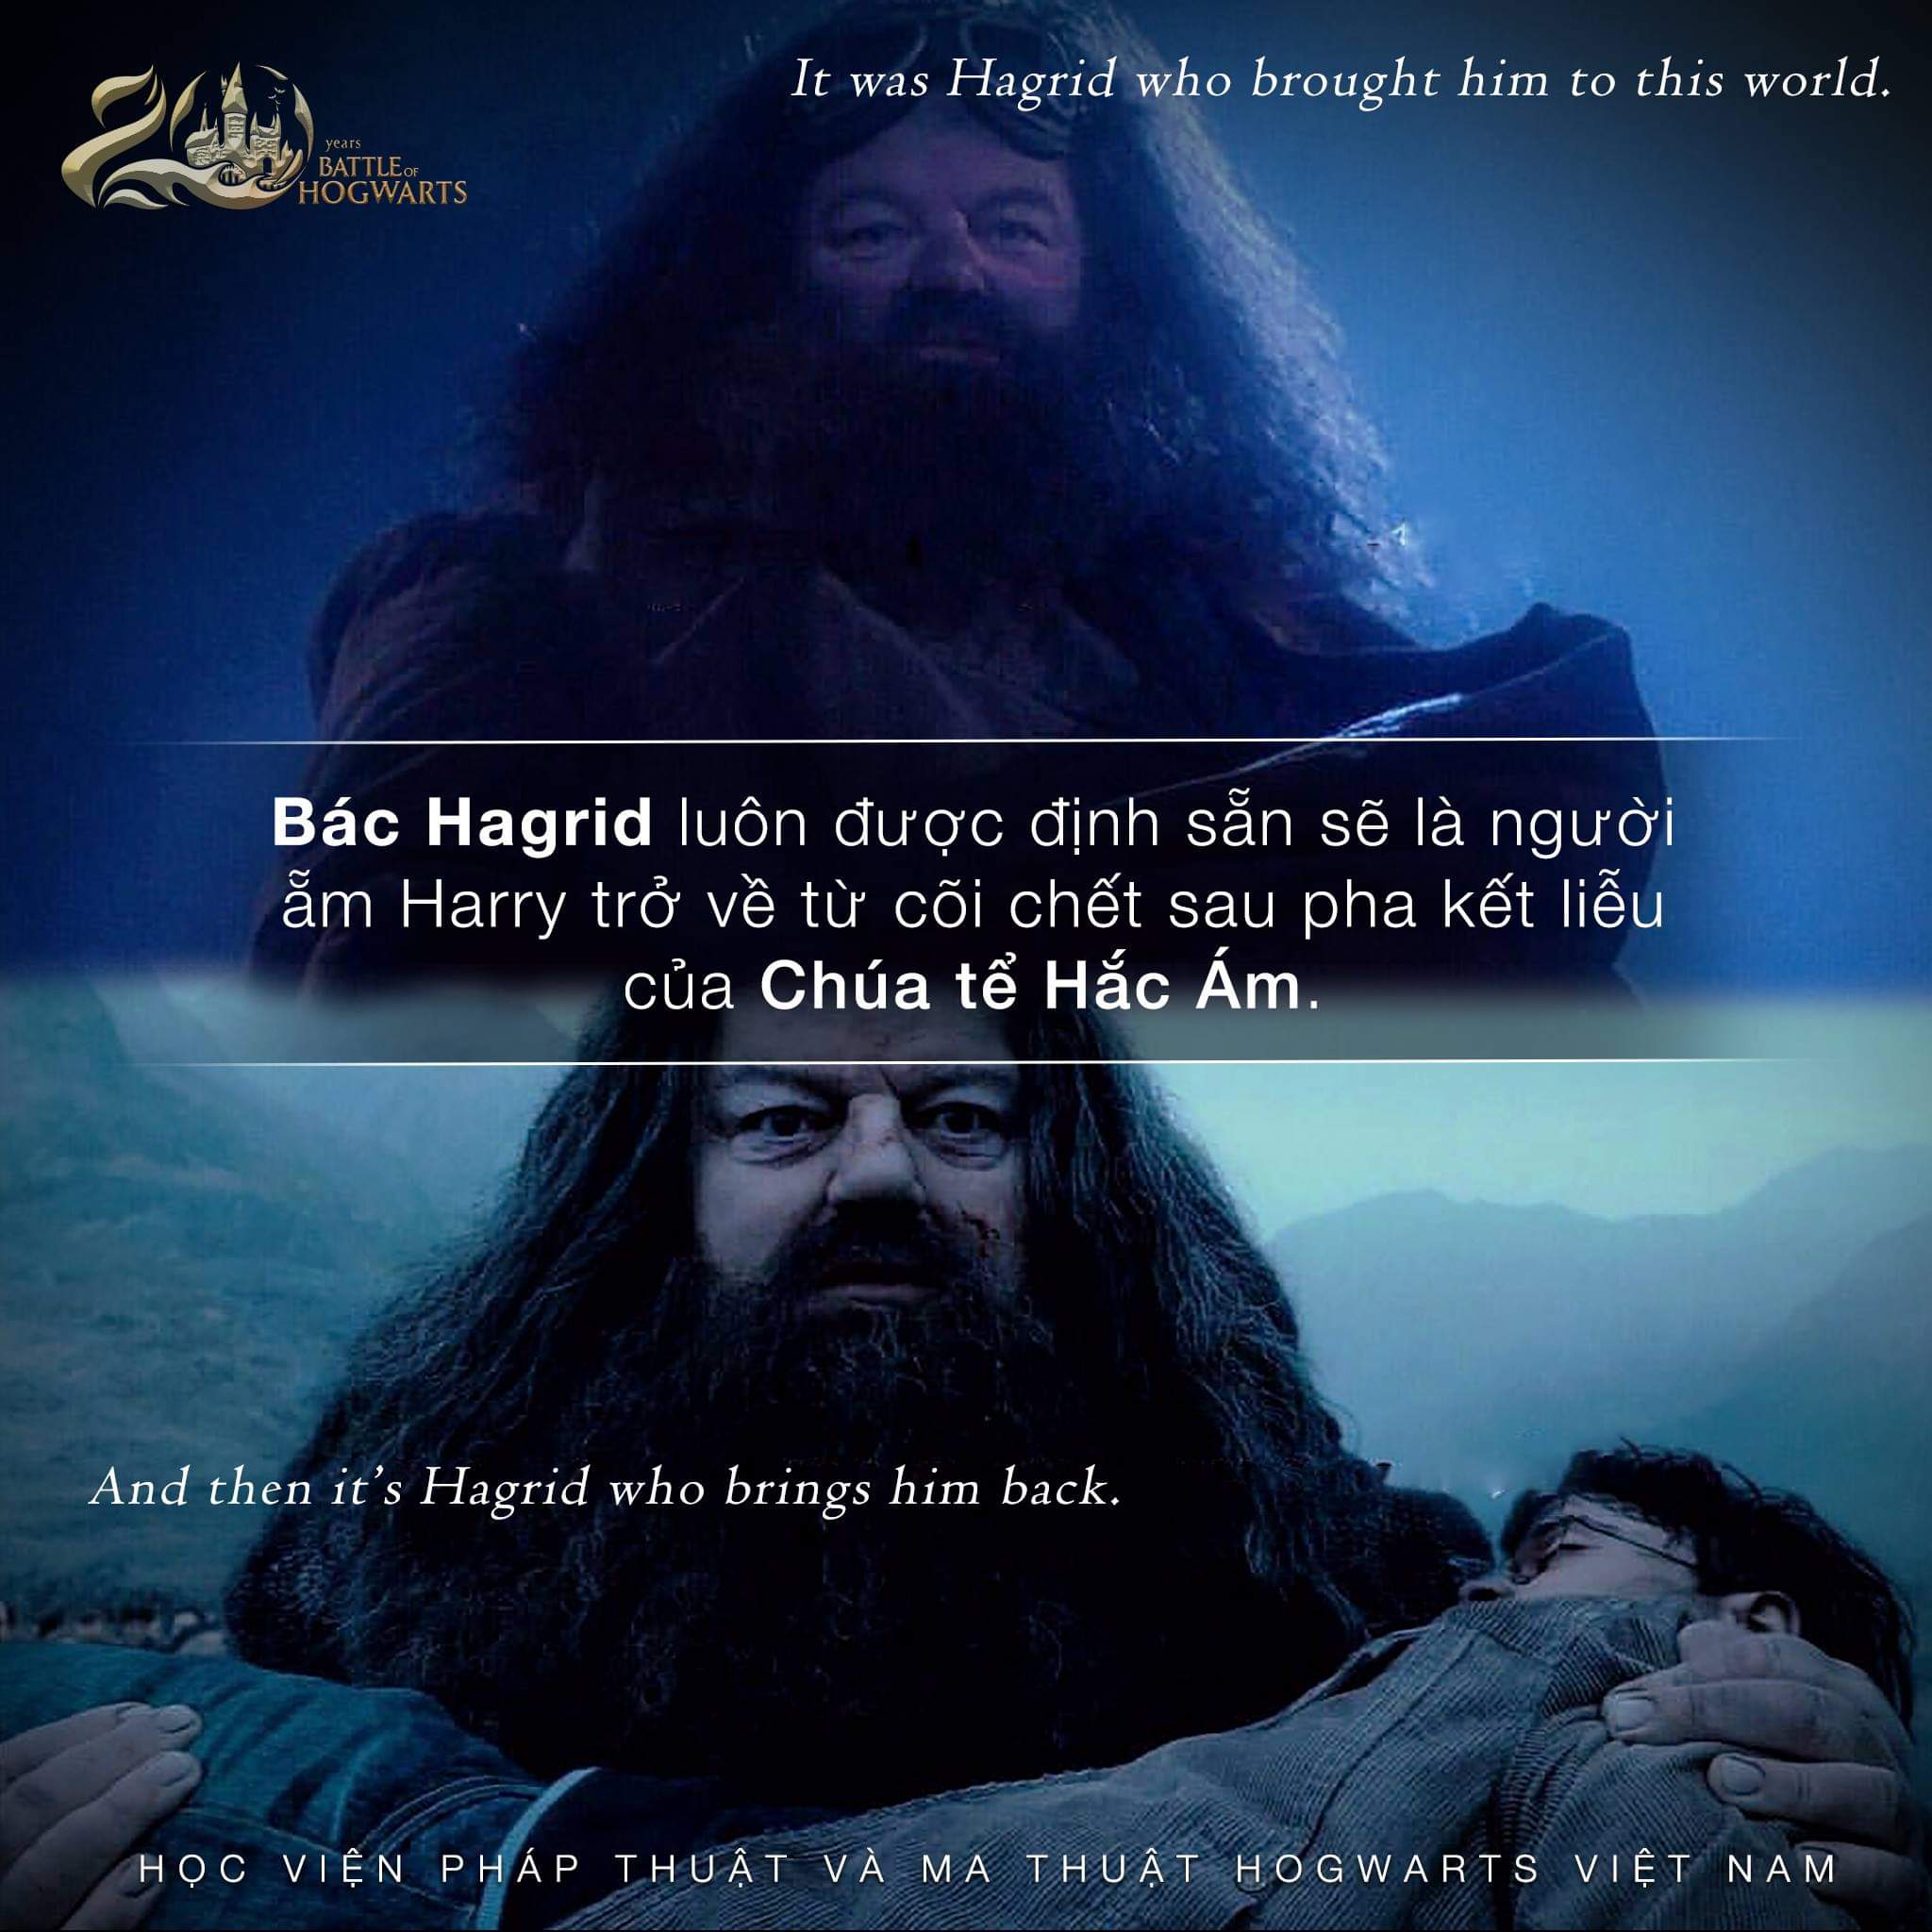 It was Hagrid who brought him to this world.
20
years
BATTLE OF
HOGWARTS
Bác Hagrid luôn được định sẵn sẽ là người
ẵm Harry trở về từ cõi chết sau pha kết liễu
của Chúa tể Hắc Ám.
And then it's Hagrid who brings him back.
HỌC VIỆN PHÁP THUẬT VÀ MA THUẬT HOGWARTS VIỆT NAM